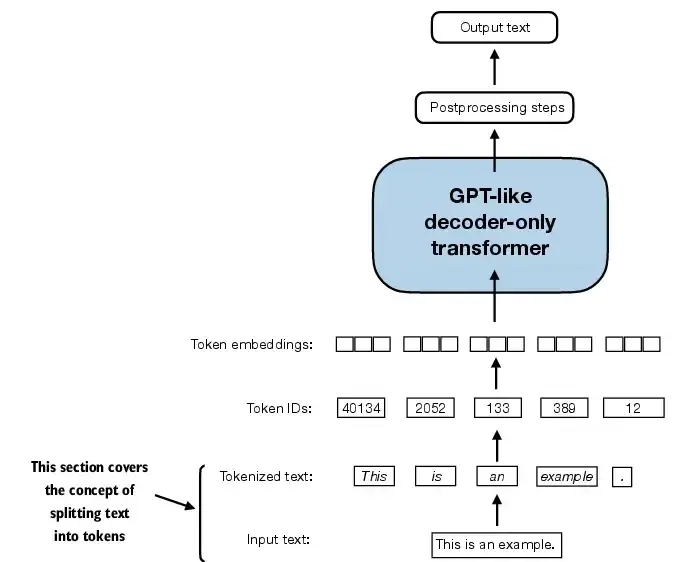 Output text
Postprocessing steps
GPT-like
decoder-only
transformer
Token embeddings:
Token IDs: 40134 2052 133 389 12
This section covers
the concept of
splitting text
into tokens
Tokenized text: This is an example .
Input text: This is an example.